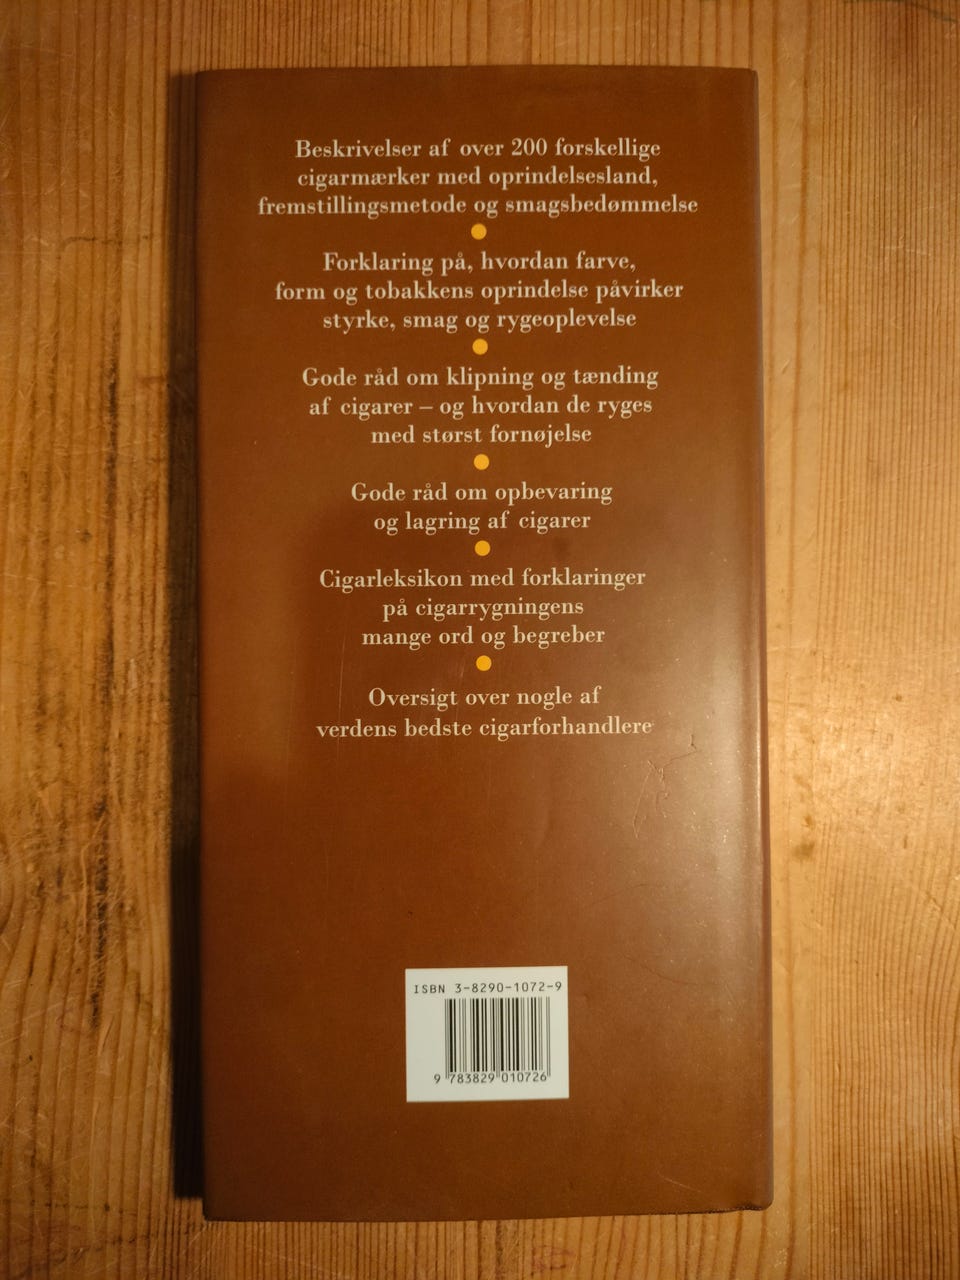 Beskrivelser af over 200 forskellige
cigarmærker med oprindelsesland,
fremstillingsmetode og smagsbedømmelse
Forklaring på, hvordan farve,
form og tobakkens oprindelse påvirker
styrke, smag og rygeoplevelse
Gode råd om klipning og tænding
af cigarer – og hvordan de ryges
med størst fornøjelse
Gode råd om opbevaring
og lagring af cigarer
Cigarleksikon med forklaringer
på cigarrygningens
mange ord og begreber
Oversigt over nogle af
verdens bedste cigarforhandlere
ISBN 3-8290-1072-9
9 783829 010726